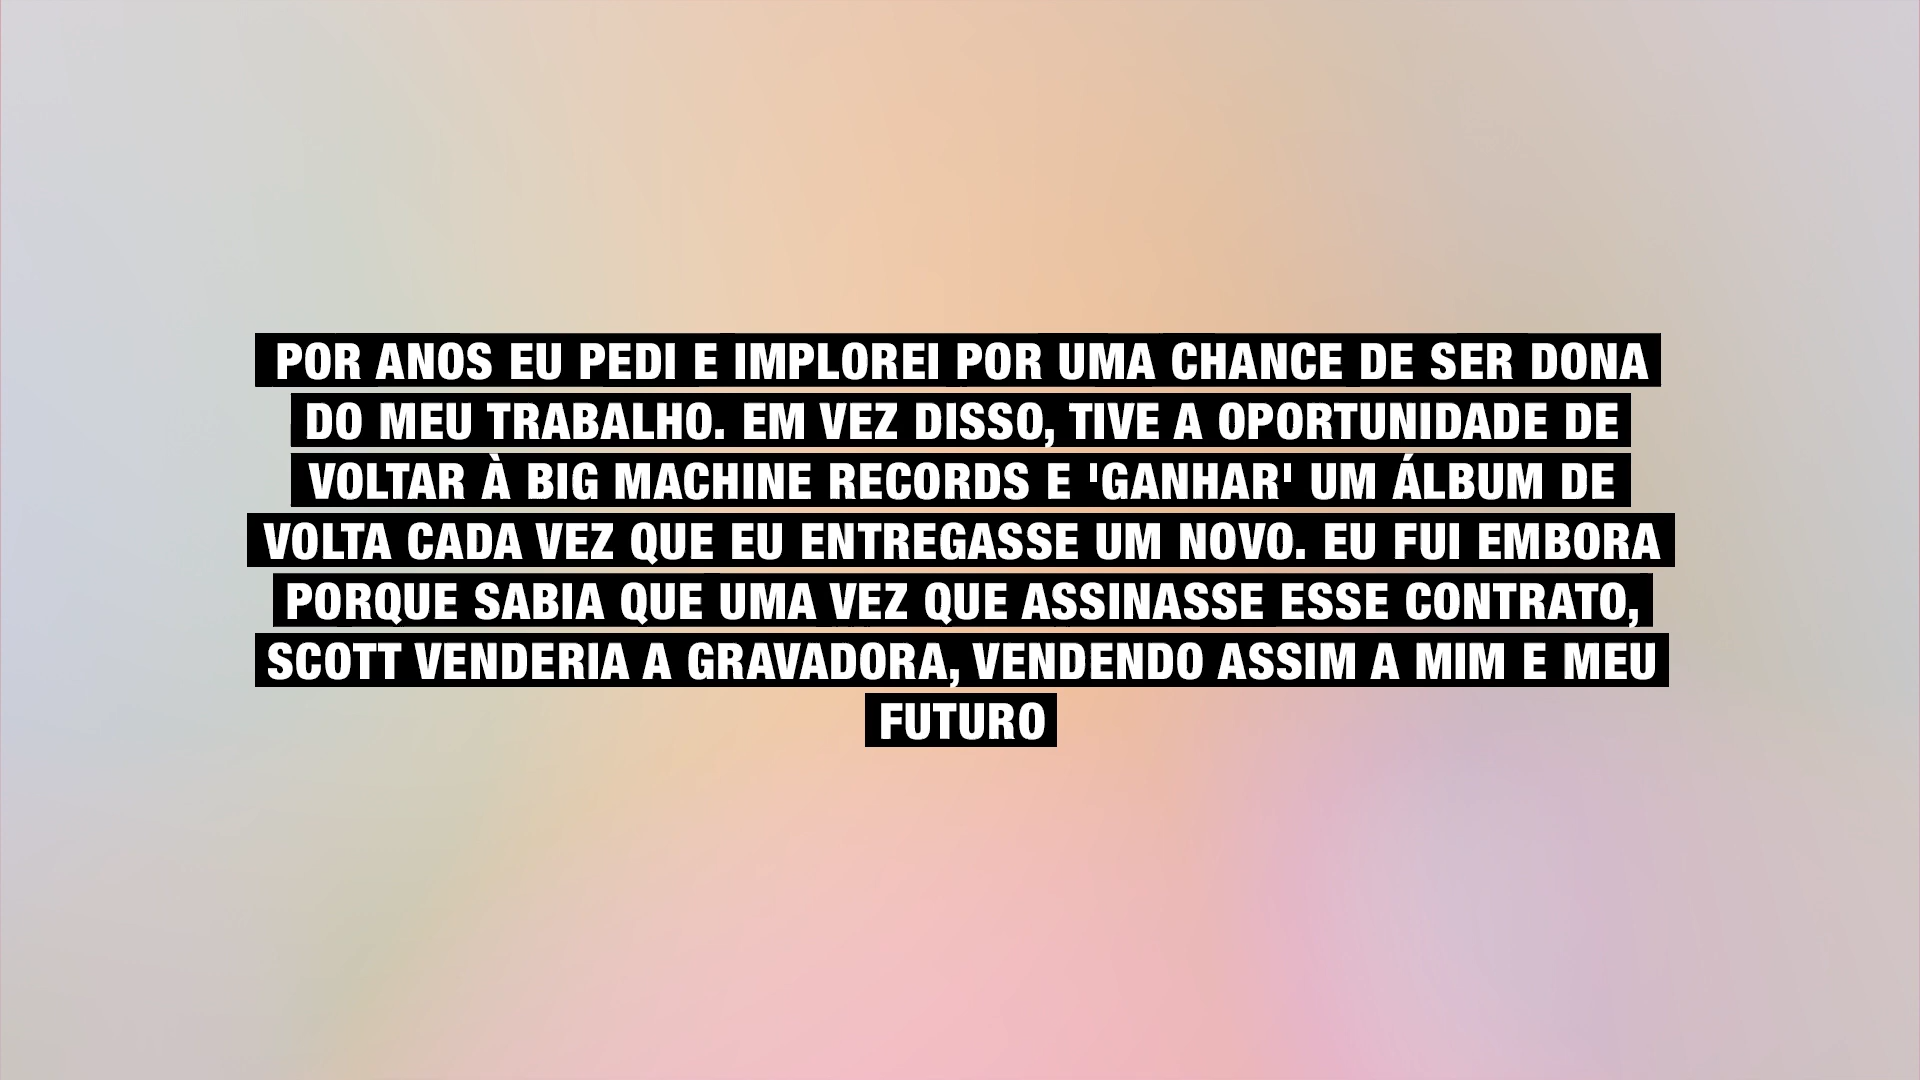 POR ANOS EU PEDI E IMPLOREI POR UMA CHANCE DE SER DONA
DO MEU TRABALHO. EM VEZ DISSO, TIVE A OPORTUNIDADE DE
VOLTAR À BIG MACHINE RECORDS E 'GANHAR' UM ÁLBUM DE
VOLTA CADA VEZ QUE EU ENTREGASSE UM NOVO. EU FUI EMBORA
PORQUE SABIA QUE UMA VEZ QUE ASSINASSE ESSE CONTRATO,
SCOTT VENDERIA A GRAVADORA, VENDENDO ASSIM A MIM E MEU
FUTURO